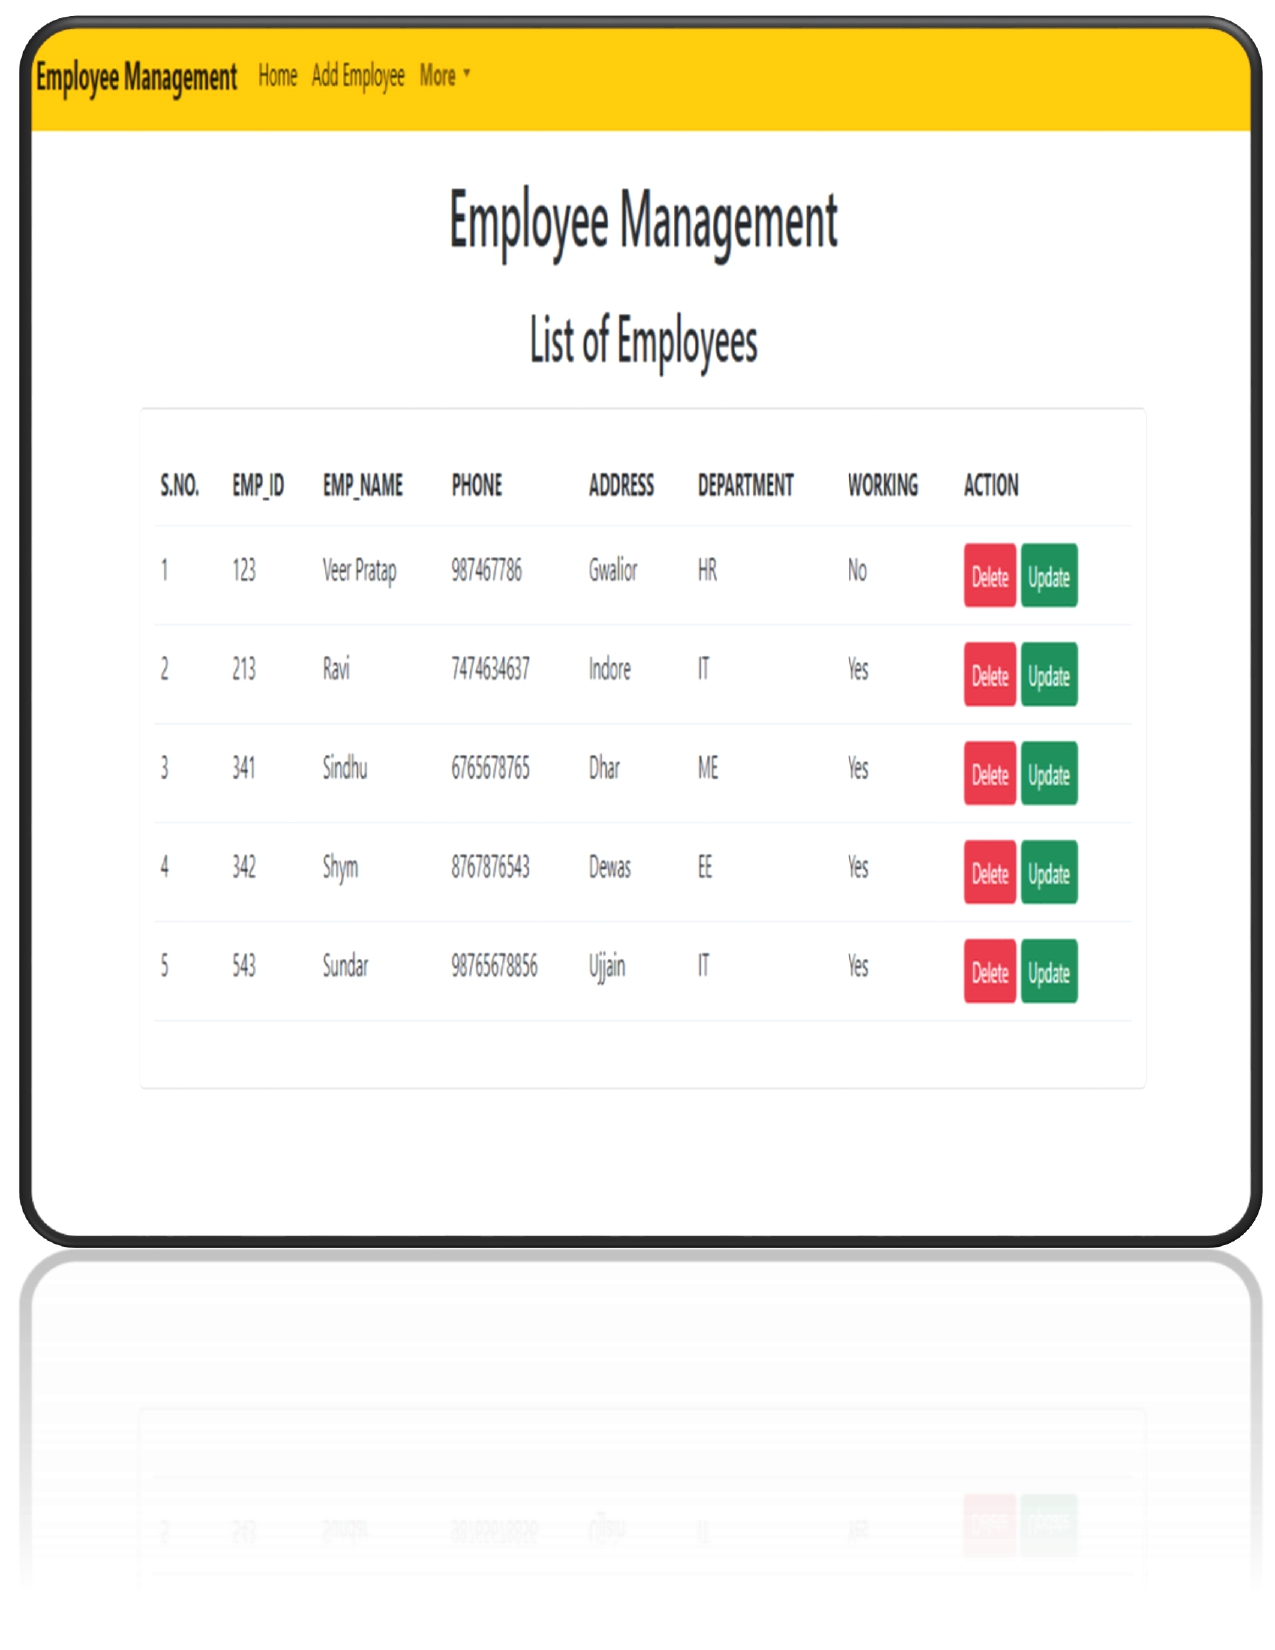 Employee Management Home Add Employee More
Employee Management
List of Employees
S.NO. EMP_ID EMP_NAME PHONE ADDRESS DEPARTMENT WORKING ACTION
1 123 Veer Pratap 987467786 Gwalior HR No Delete Update
2 213 Ravi 7474634637 Indore IT Yes Delete Update
3 341 Sindhu 6765678765 Dhar ME Yes Delete Update
4 342 Shym 8767876543 Dewas EE Yes Delete Update
5 543 Sundar 98765678856 Ujjain IT Yes Delete Update